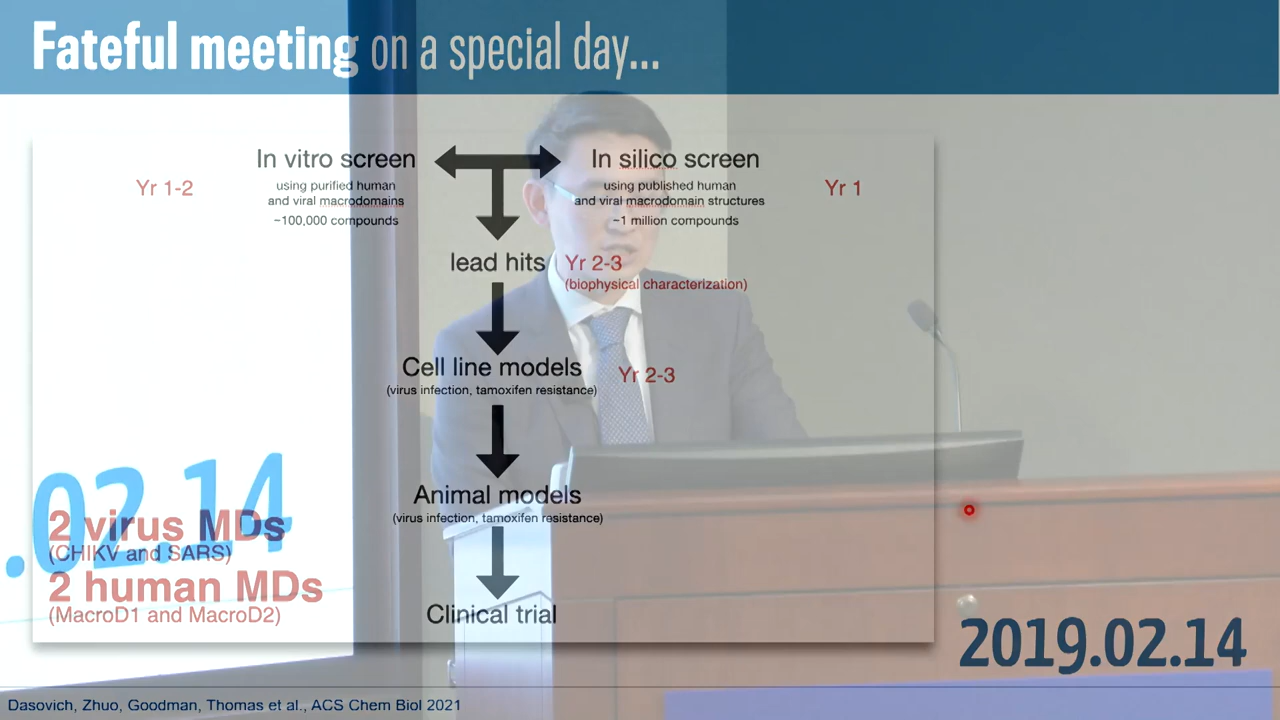 Fateful meeting on a special day...
In vitro screen
In silico screen
Yr 1-2
using purified human
and viral macrodomains
~100,000 compounds
using published human
and viral macrodomain structures
~1 million compounds
Yr 1
lead hits
Yr 2-3
(biophysical characterization)
Cell line models
(virus infection, tamoxifen resistance)
Yr 2-3
Animal models
(virus infection, tamoxifen resistance)
Clinical trial
.02.14
2 virus MDs
(CHIKV and SARS)
2 human MDs
(MacroD1 and MacroD2)
2019.02.14
Dasovich, Zhuo, Goodman, Thomas et al., ACS Chem Biol 2021